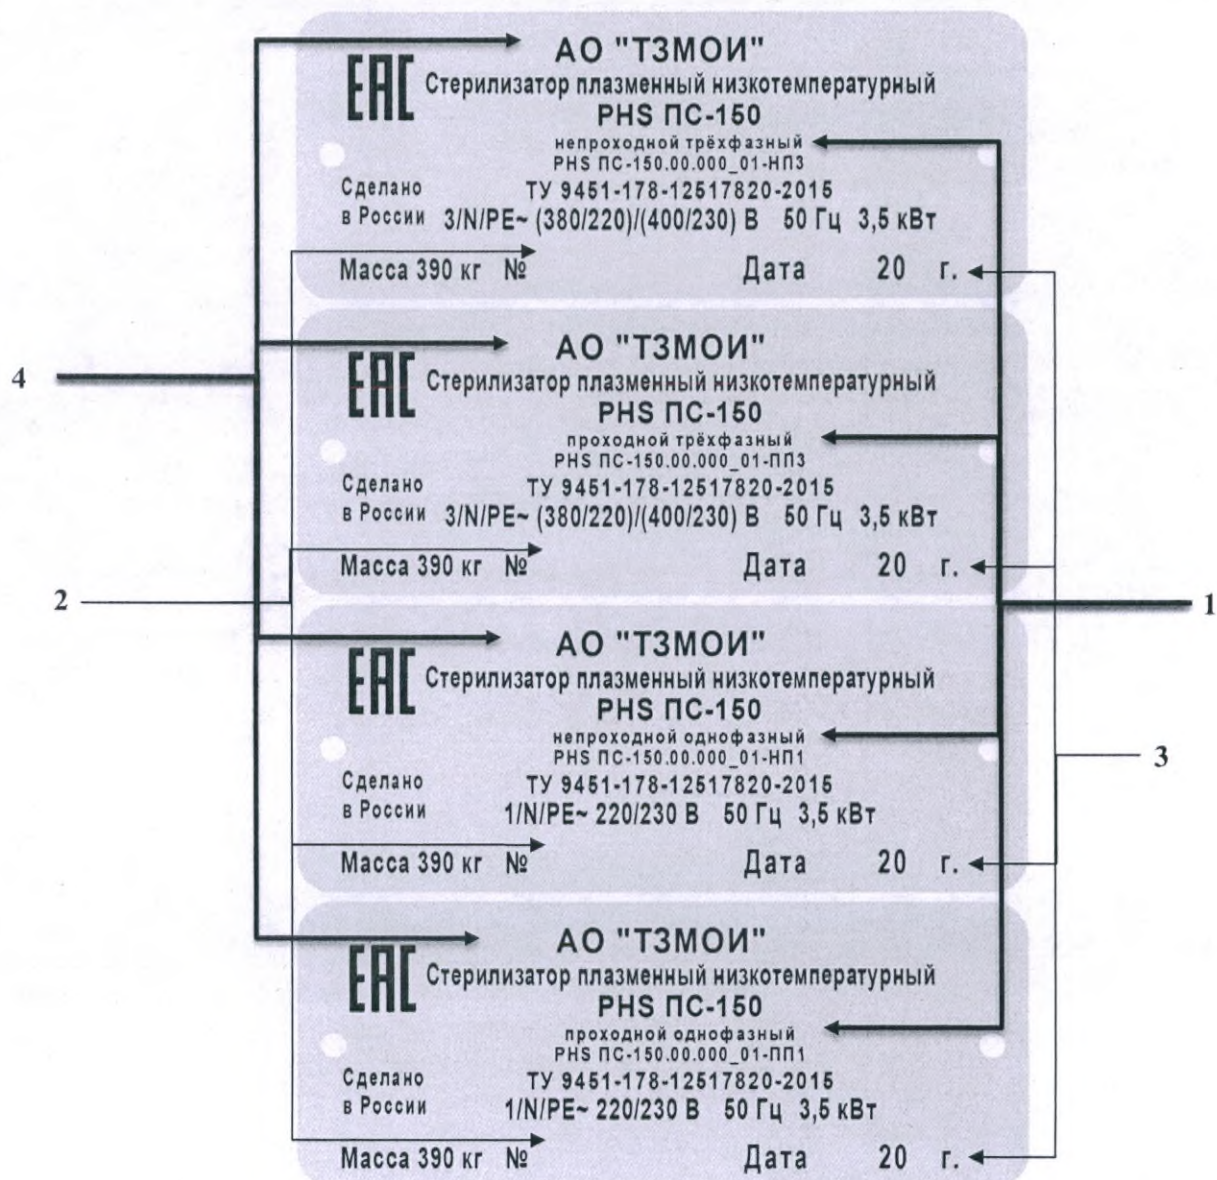 АО "ТЗМОИ"
ЕАС Стерилизатор плазменный низкотемпературный
PHS ПС-150
непроходной трёхфазный
PHS ПС-150.00.000_01-НП3
Сделано ТУ 9451-178-12517820-2015
в России 3/N/PE~ (380/220)/(400/230) В 50 Гц 3,5 кВт
Масса 390 кг № Дата 20 г.
АО "ТЗМОИ"
4
ЕАС Стерилизатор плазменный низкотемпературный
PHS ПС-150
проходной трёхфазный
PHS ПС-150.00.000_01-ПП3
Сделано ТУ 9451-178-12517820-2015
в России 3/N/PE~ (380/220)/(400/230) В 50 Гц 3,5 кВт
Масса 390 кг № Дата 20 г.
2
1
АО "ТЗМОИ"
ЕАС Стерилизатор плазменный низкотемпературный
PHS ПС-150
непроходной однофазный
PHS ПС-150.00.000_01-НП1
3
Сделано ТУ 9451-178-12517820-2015
в России 1/N/PE~ 220/230 В 50 Гц 3,5 кВт
Масса 390 кг № Дата 20 г.
АО "ТЗМОИ"
ЕАС Стерилизатор плазменный низкотемпературный
PHS ПС-150
проходной однофазный
PHS ПС-150.00.000_01-ПП1
Сделано ТУ 9451-178-12517820-2015
в России 1/N/PE~ 220/230 В 50 Гц 3,5 кВт
Масса 390 кг № Дата 20 г.